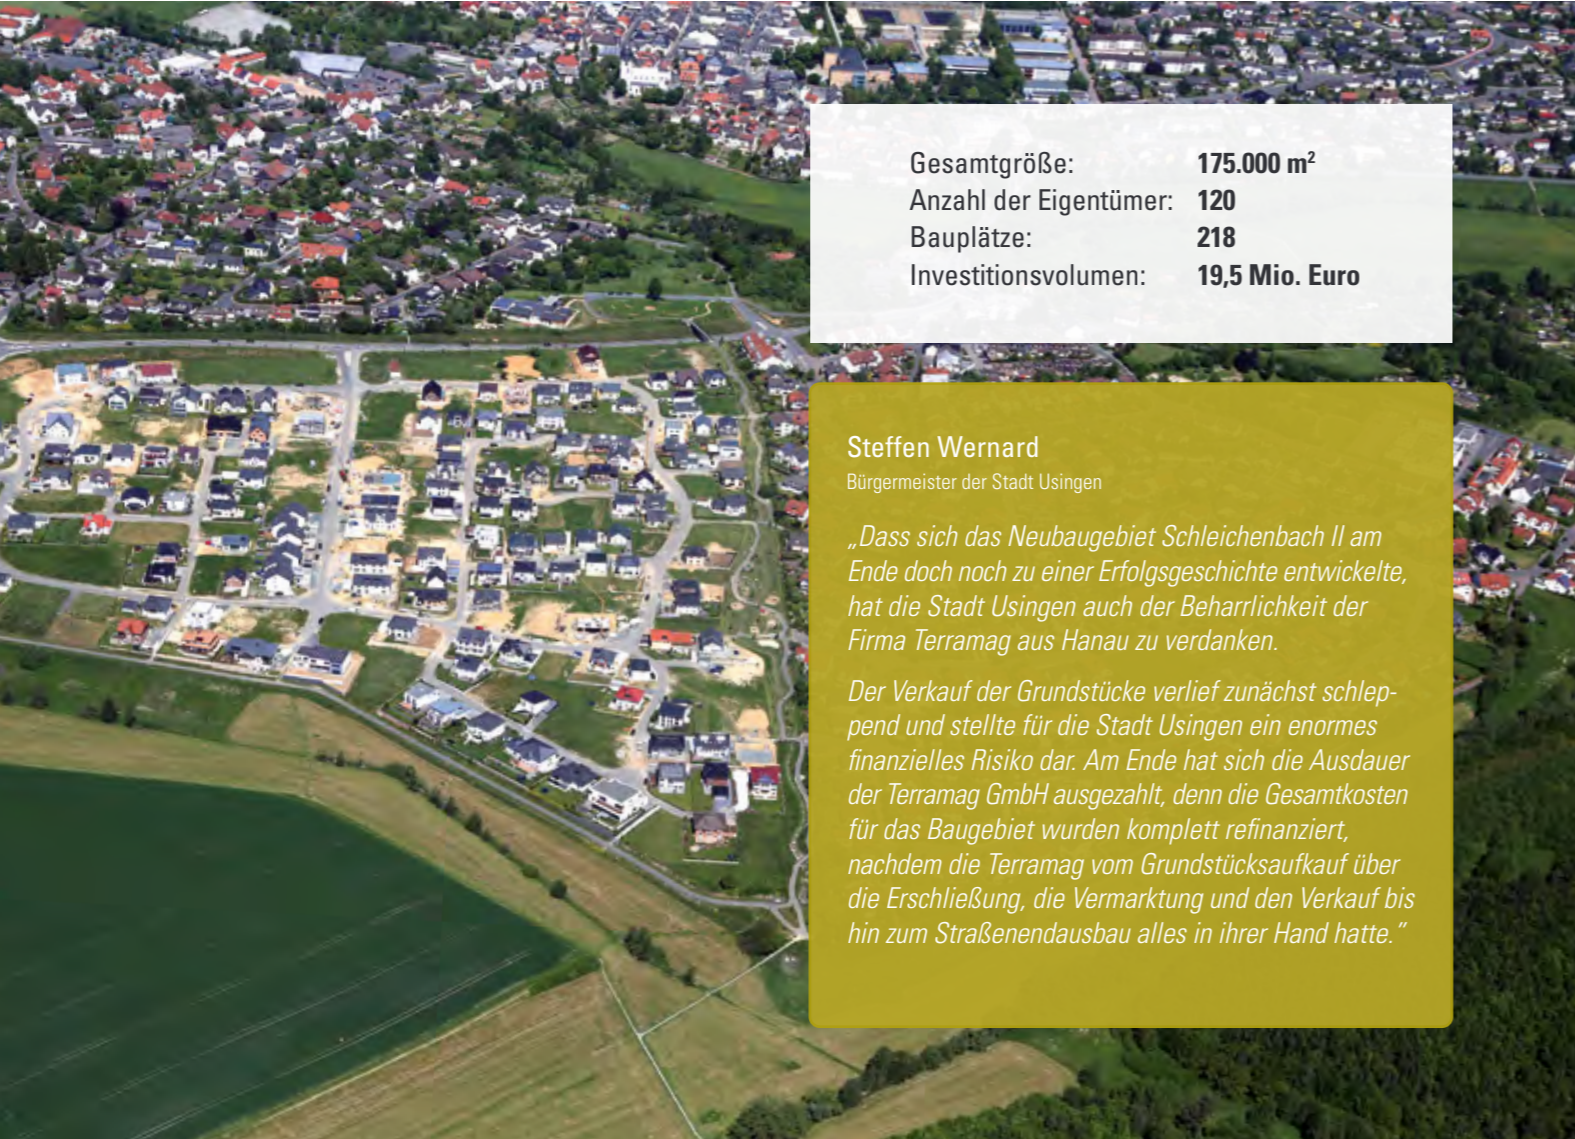 Gesamtgröße: 175.000 m²
Anzahl der Eigentümer: 120
Bauplätze: 218
Investitionsvolumen: 19,5 Mio. Euro
Steffen Wernard
Bürgermeister der Stadt Usingen
„Dass sich das Neubaugebiet Schleichenbach II am
Ende doch noch zu einer Erfolgsgeschichte entwickelte,
hat die Stadt Usingen auch der Beharrlichkeit der
Firma Terramag aus Hanau zu verdanken.
Der Verkauf der Grundstücke verlief zunächst schlep-
pend und stellte für die Stadt Usingen ein enormes
finanzielles Risiko dar. Am Ende hat sich die Ausdauer
der Terramag GmbH ausgezahlt, denn die Gesamtkosten
für das Baugebiet wurden komplett refinanziert,
nachdem die Terramag vom Grundstücksaufkauf über
die Erschließung, die Vermarktung und den Verkauf bis
hin zum Straßenendausbau alles in ihrer Hand hatte.”